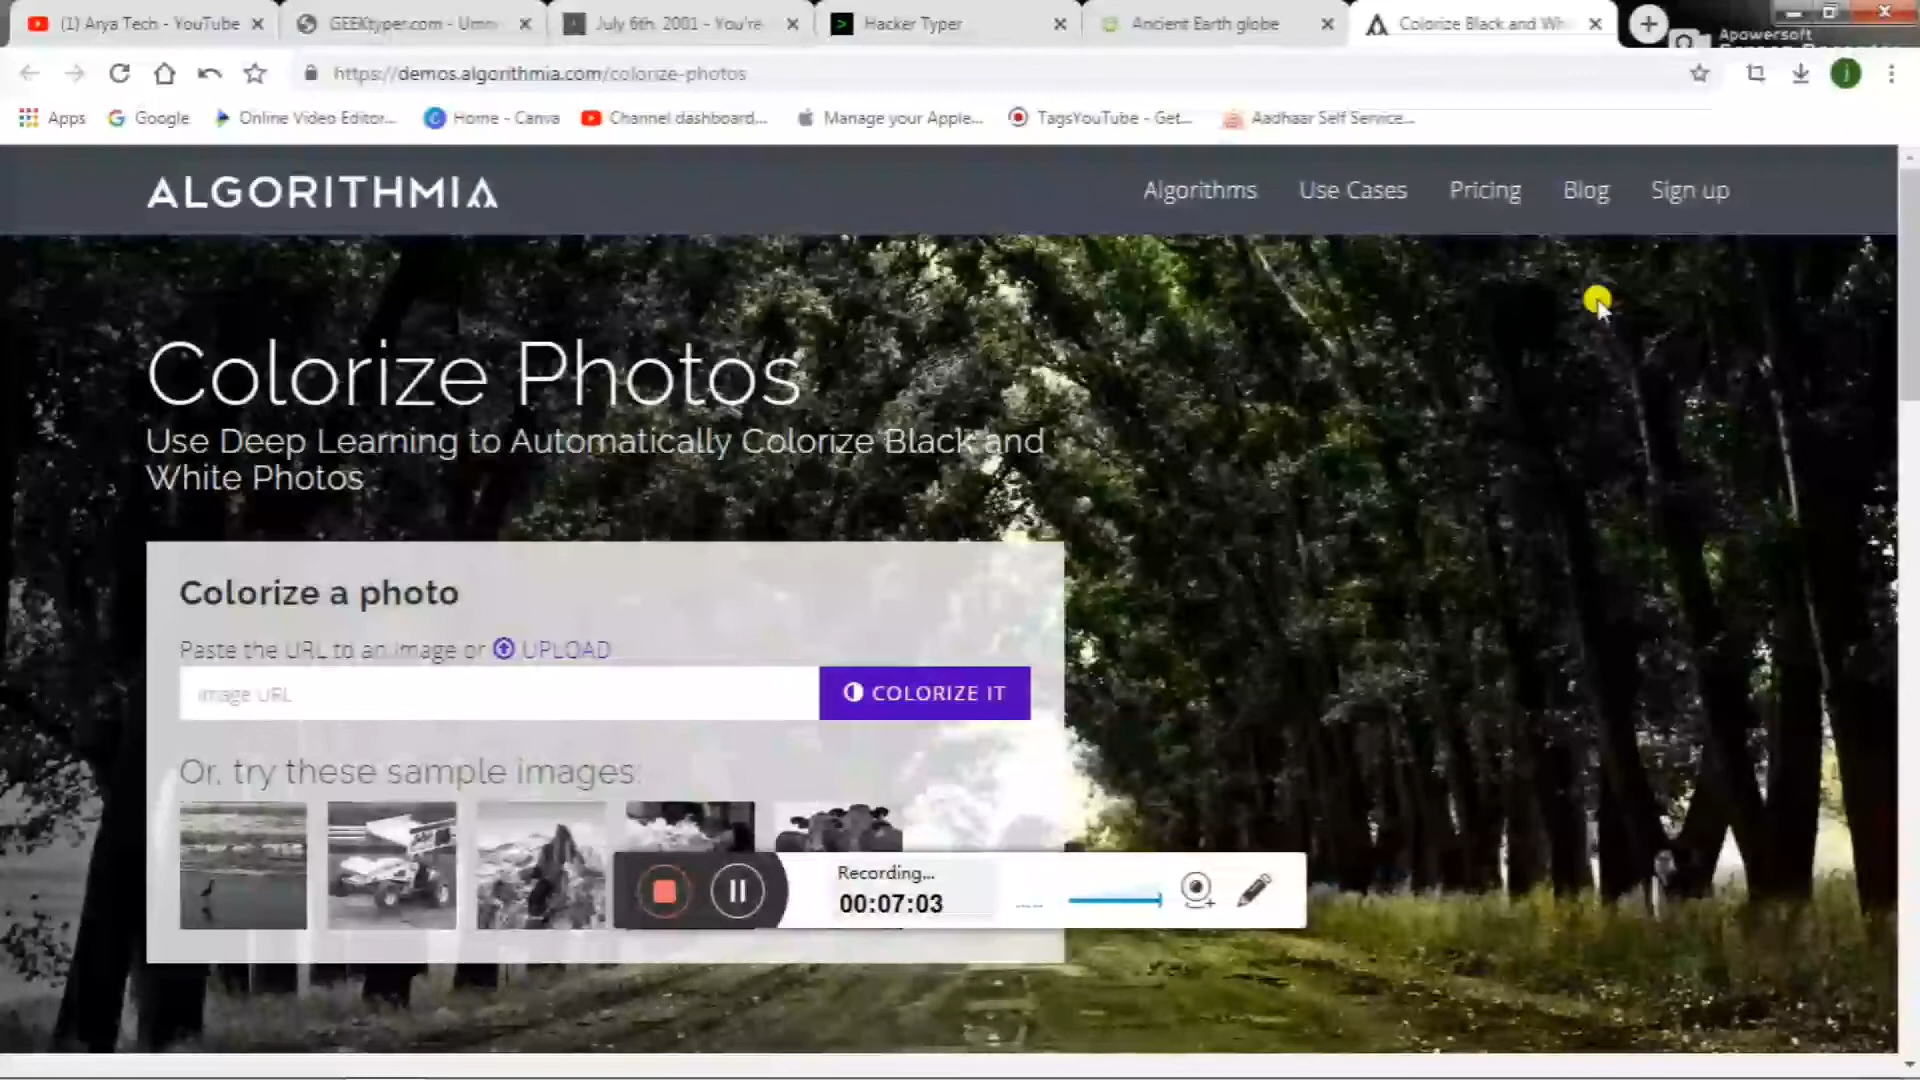 (1) Arya Tech - YouTube
GEEKtyper.com - Umn
July 6th, 2001 - You're
Hacker Typer
Ancient Earth globe
Colorize Black and Wh
Apowersoft
https://demos.algorithmia.com/colorize-photos
j
Apps
Google
Online Video Editor...
Home - Canva
Channel dashboard...
Manage your Apple...
TagsYouTube - Get...
Aadhaar Self Service...
ALGORITHMIA
Algorithms
Use Cases
Pricing
Blog
Sign up
Colorize Photos
Use Deep Learning to Automatically Colorize Black and
White Photos
Colorize a photo
Paste the URL to an image or UPLOAD
Image URL
COLORIZE IT
Or, try these sample images:
Recording...
00:07:03